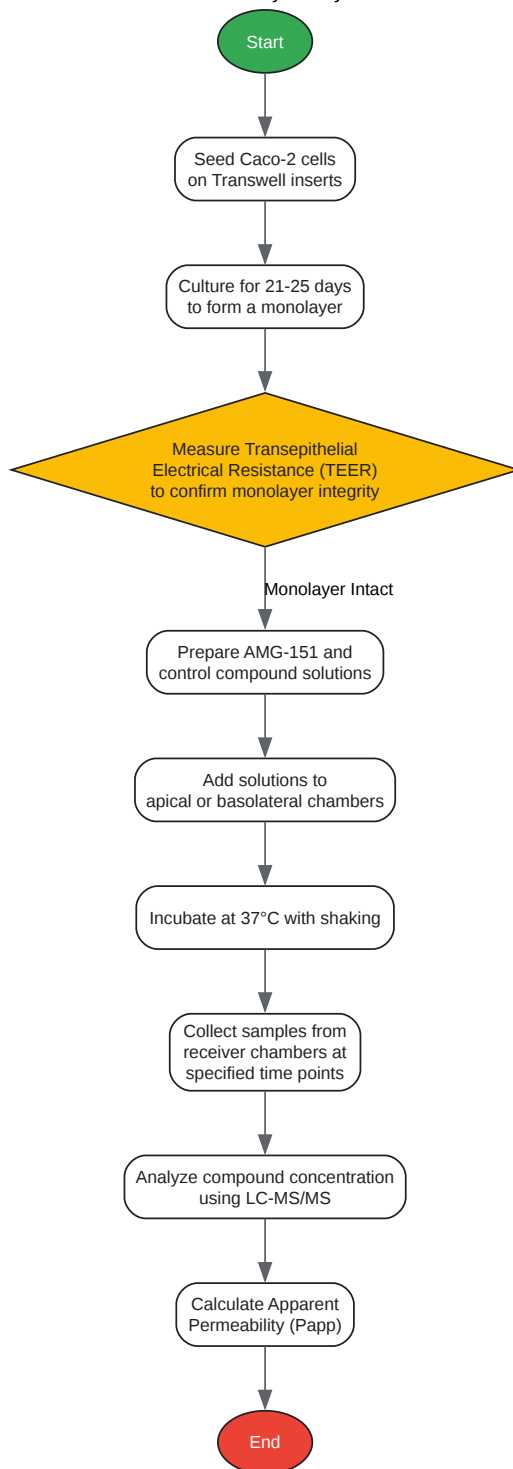 Start
Seed Caco-2 cells
on Transwell inserts
Culture for 21-25 days
to form a monolayer
Measure Transepithelial
Electrical Resistance (TEER)
to confirm monolayer integrity
Monolayer Intact
Prepare AMG-151 and
control compound solutions
Add solutions to
apical or basolateral chambers
Incubate at 37°C with shaking
Collect samples from
receiver chambers at
specified time points
Analyze compound concentration
using LC-MS/MS
Calculate Apparent
Permeability (Papp)
End